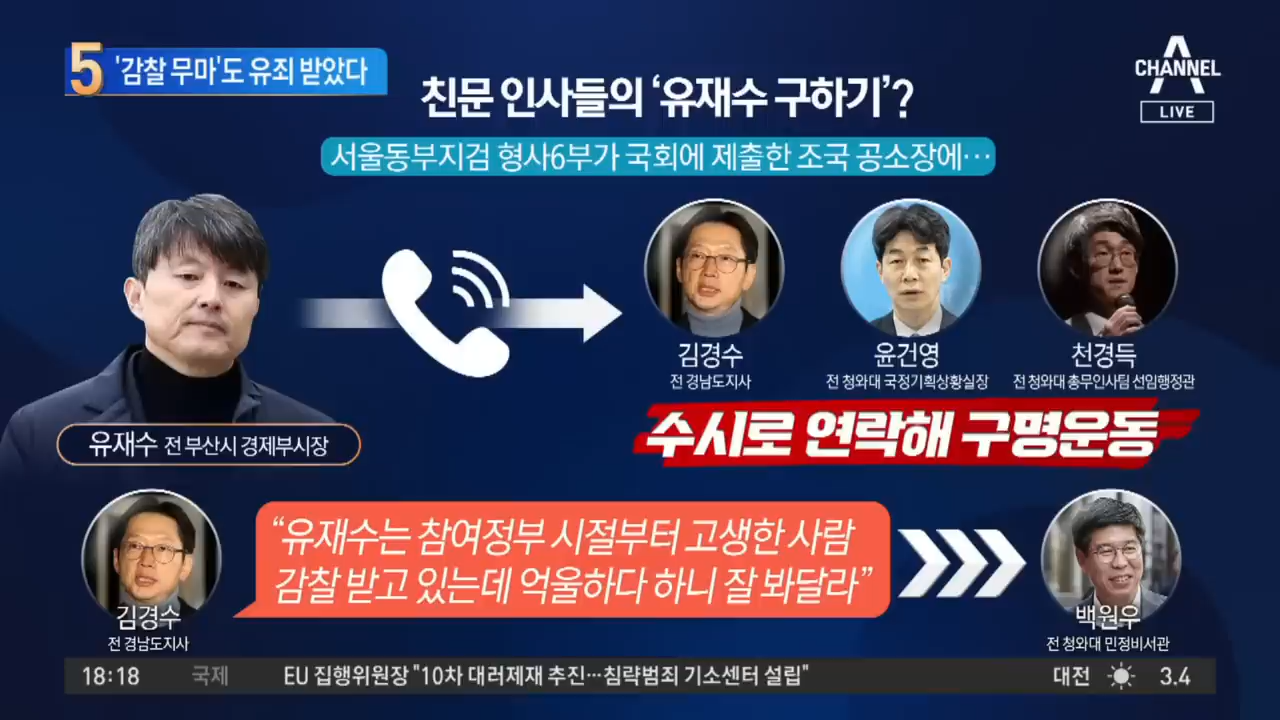 5 '감찰 무마'도 유죄 받았다
CHANNEL A
LIVE
친문 인사들의 ‘유재수 구하기’?
서울동부지검 형사6부가 국회에 제출한 조국 공소장에…
김경수
전 경남도지사
윤건영
전 청와대 국정기획상황실장
천경득
전 청와대 총무인사팀 선임행정관
수시로 연락해 구명운동
유재수 전 부산시 경제부시장
“유재수는 참여정부 시절부터 고생한 사람
감찰 받고 있는데 억울하다 하니 잘 봐달라”
김경수
전 경남도지사
백원우
전 청와대 민정비서관
18:18 국제 EU 집행위원장 "10차 대러제재 추진…침략범죄 기소센터 설립" 대전 3.4